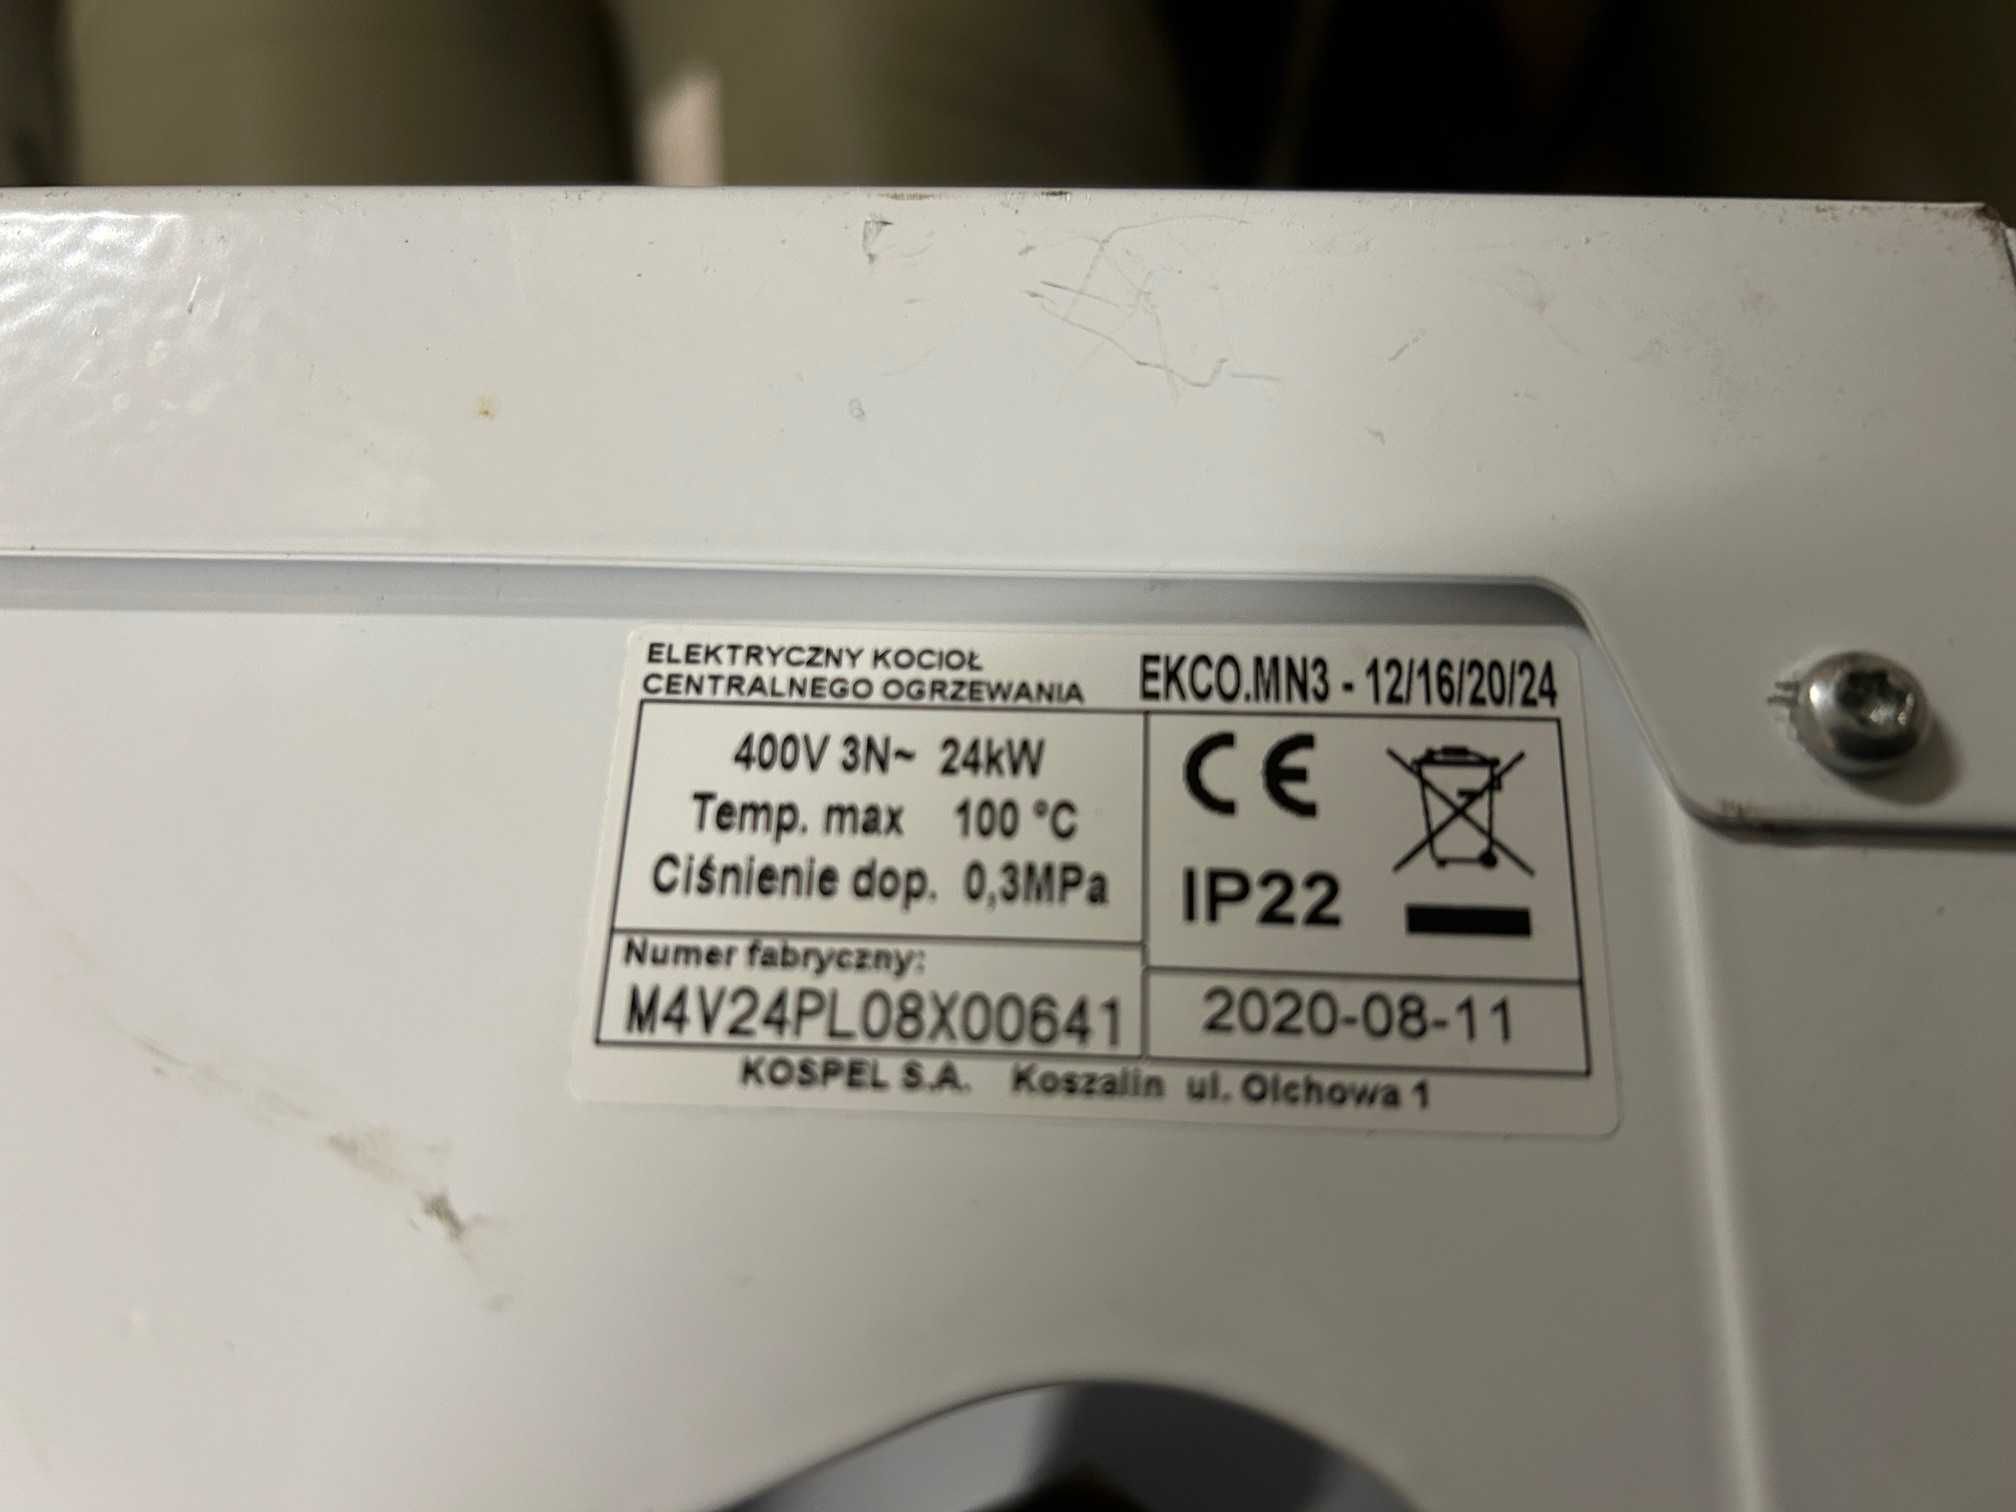 ELEKTRYCZNY KOCIOŁ
CENTRALNEGO OGRZEWANIA
EKCO.MN3 - 12/16/20/24
400V 3N~ 24kW
Temp. max 100 °C
Ciśnienie dop. 0,3MPa
CE
IP22
Numer fabryczny:
M4V24PL08X00641
2020-08-11
KOSPEL S.A. Koszalin ul. Olchowa 1